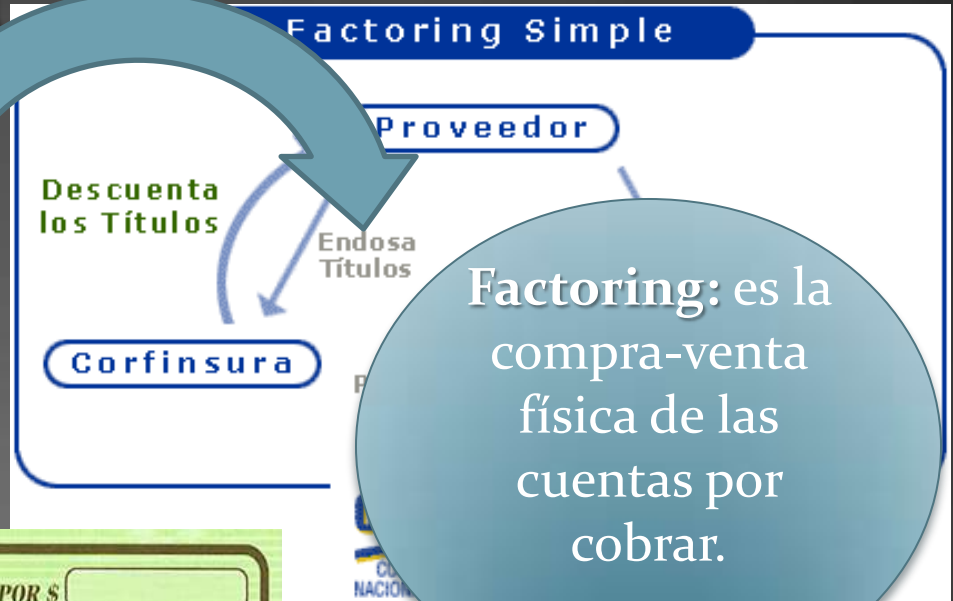 Factoring Simple
Proveedor
Descuenta
los Títulos
Endosa
Títulos
Corfinsura
Factoring: es la
compra-venta
física de las
cuentas por
cobrar.
POR $